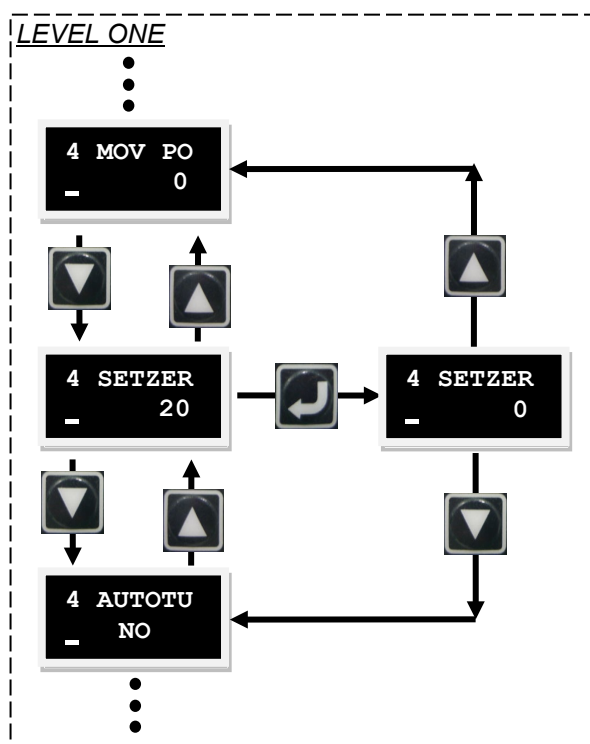 LEVEL ONE
4 MOV PO
_ 0
4 SETZER
_ 20
4 SETZER
_ 0
4 AUTOTU
_ NO